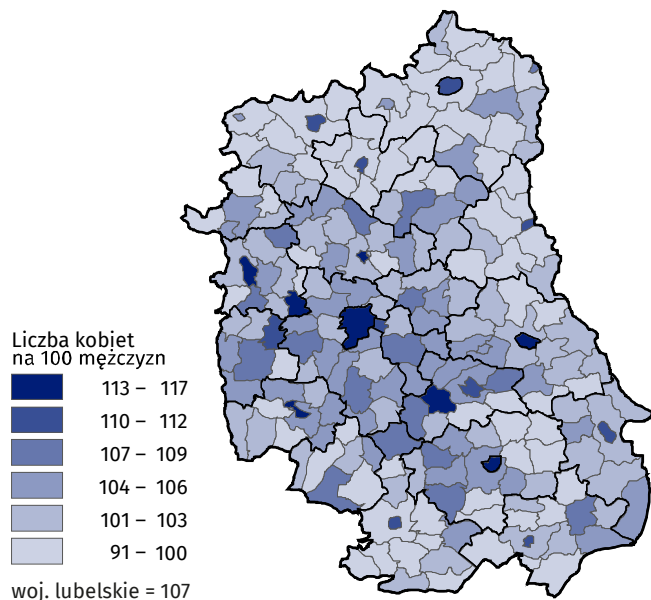 Liczba kobiet
na 100 mężczyzn
113 – 117
110 – 112
107 – 109
104 – 106
101 – 103
91 – 100
woj. lubelskie = 107